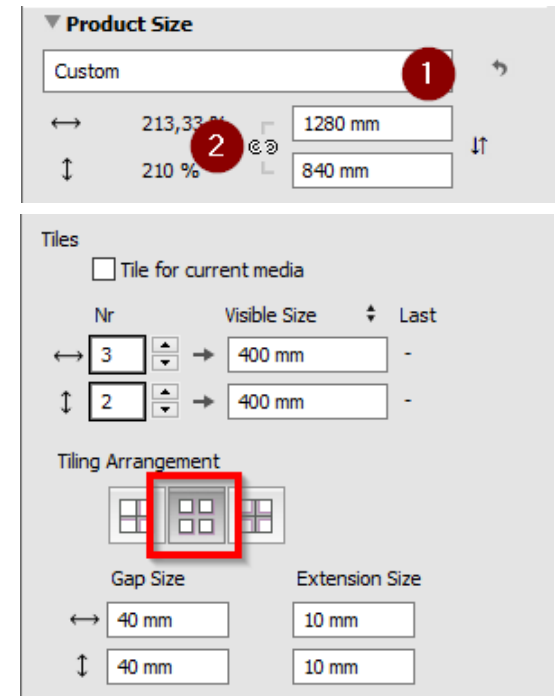 Product Size
Custom
1
213,33 %
1280 mm
2
210 %
840 mm
Tiles
Tile for current media
Nr Visible Size Last
3 400 mm -
2 400 mm -
Tiling Arrangement
Gap Size Extension Size
40 mm 10 mm
40 mm 10 mm